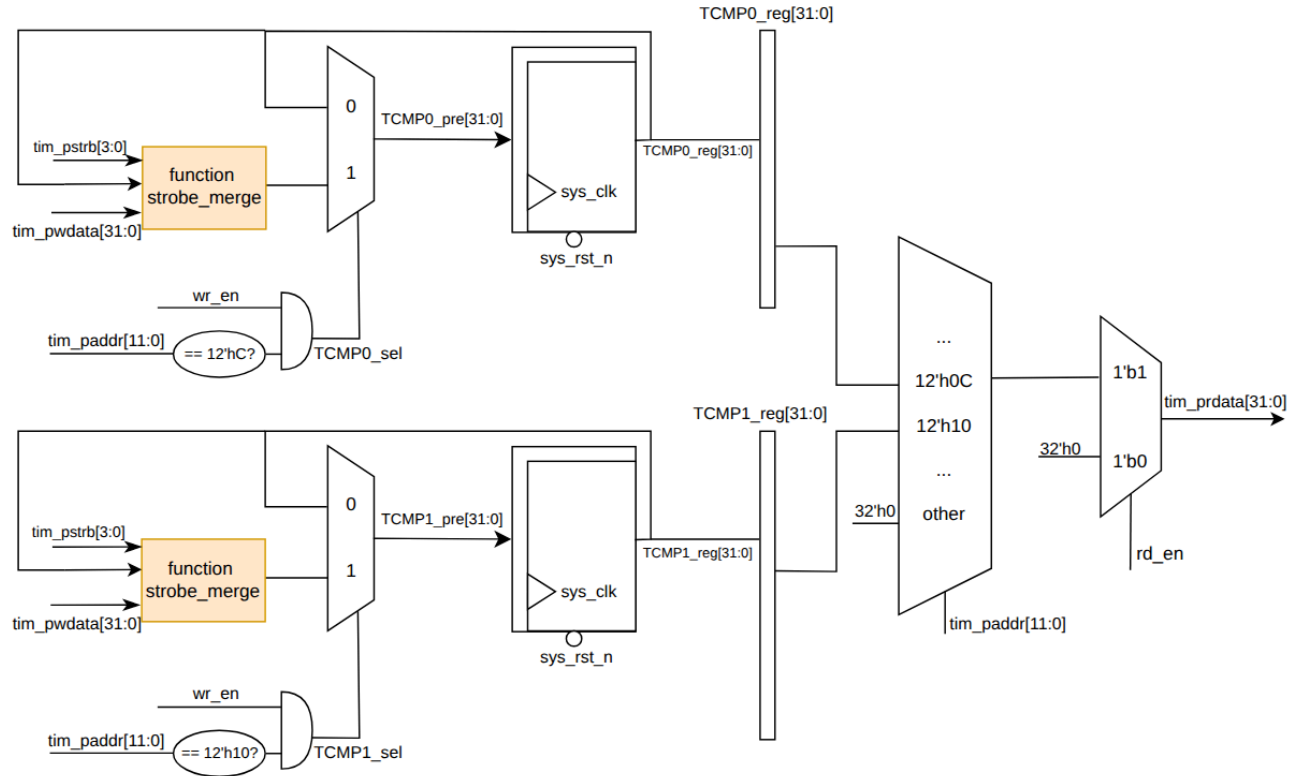 TCMP0_reg[31:0]
0
TCMP0_pre[31:0]
tim_pstrb[3:0]
function
strobe_merge
1
TCMP0_reg[31:0]
sys_clk
tim_pwdata[31:0]
sys_rst_n
wr_en
tim_paddr[11:0]
== 12'hC?
TCMP0_sel
...
12'h0C
1'b1
tim_prdata[31:0]
TCMP1_reg[31:0]
12'h10
32'h0
1'b0
...
32'h0
other
0
TCMP1_pre[31:0]
tim_pstrb[3:0]
function
strobe_merge
1
TCMP1_reg[31:0]
rd_en
sys_clk
tim_pwdata[31:0]
tim_paddr[11:0]
sys_rst_n
wr_en
tim_paddr[11:0]
== 12'h10?
TCMP1_sel